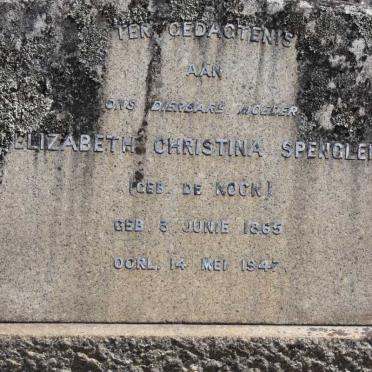 TER GEDAGTENIS
AAN
ONS DIERBARE MOEDER
ELIZABETH CHRISTINA SPENGLER
(GEB. DE KOCK)
GEB 3 JUNIE 1865
OORL. 14 MEI 1947